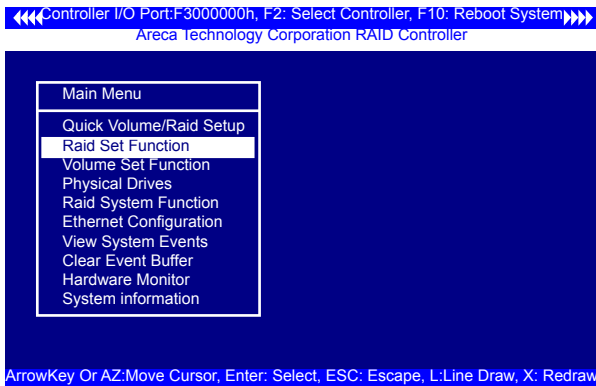 Controller I/O Port:F3000000h, F2: Select Controller, F10: Reboot System
Areca Technology Corporation RAID Controller
Main Menu
Quick Volume/Raid Setup
Raid Set Function
Volume Set Function
Physical Drives
Raid System Function
Ethernet Configuration
View System Events
Clear Event Buffer
Hardware Monitor
System information
ArrowKey Or AZ:Move Cursor, Enter: Select, ESC: Escape, L:Line Draw, X: Redraw